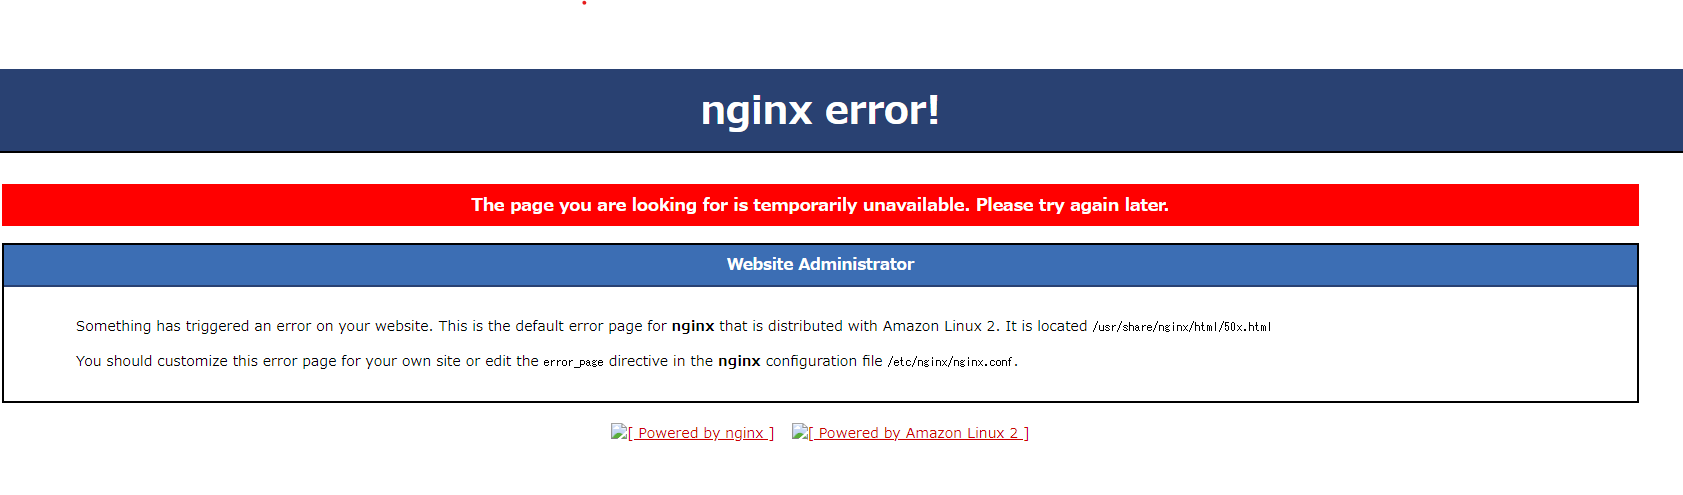 nginx error!
The page you are looking for is temporarily unavailable. Please try again later.
Website Administrator
Something has triggered an error on your website. This is the default error page for nginx that is distributed with Amazon Linux 2. It is located /usr/share/nginx/html/50x.html
You should customize this error page for your own site or edit the error_page directive in the nginx configuration file /etc/nginx/nginx.conf.
[ Powered by nginx ] [ Powered by Amazon Linux 2 ]